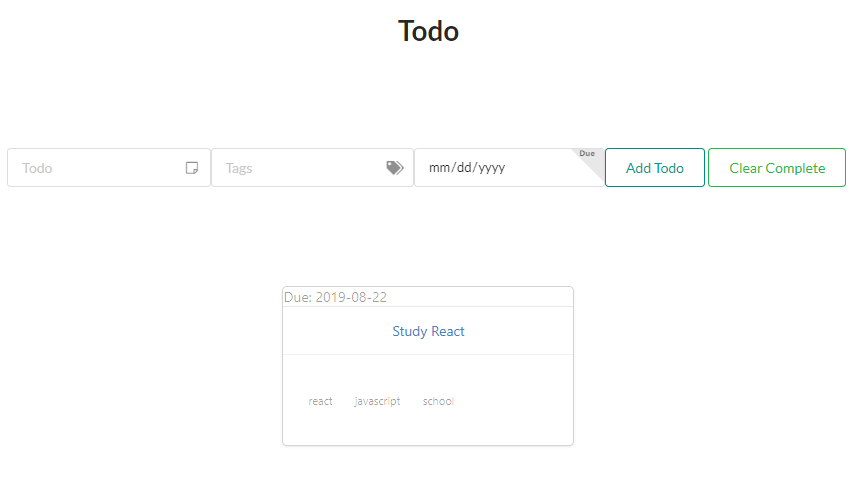 Todo
Todo Tags mm/dd/yyyy Due Add Todo Clear Complete
Due: 2019-08-22
Study React
react javascript school